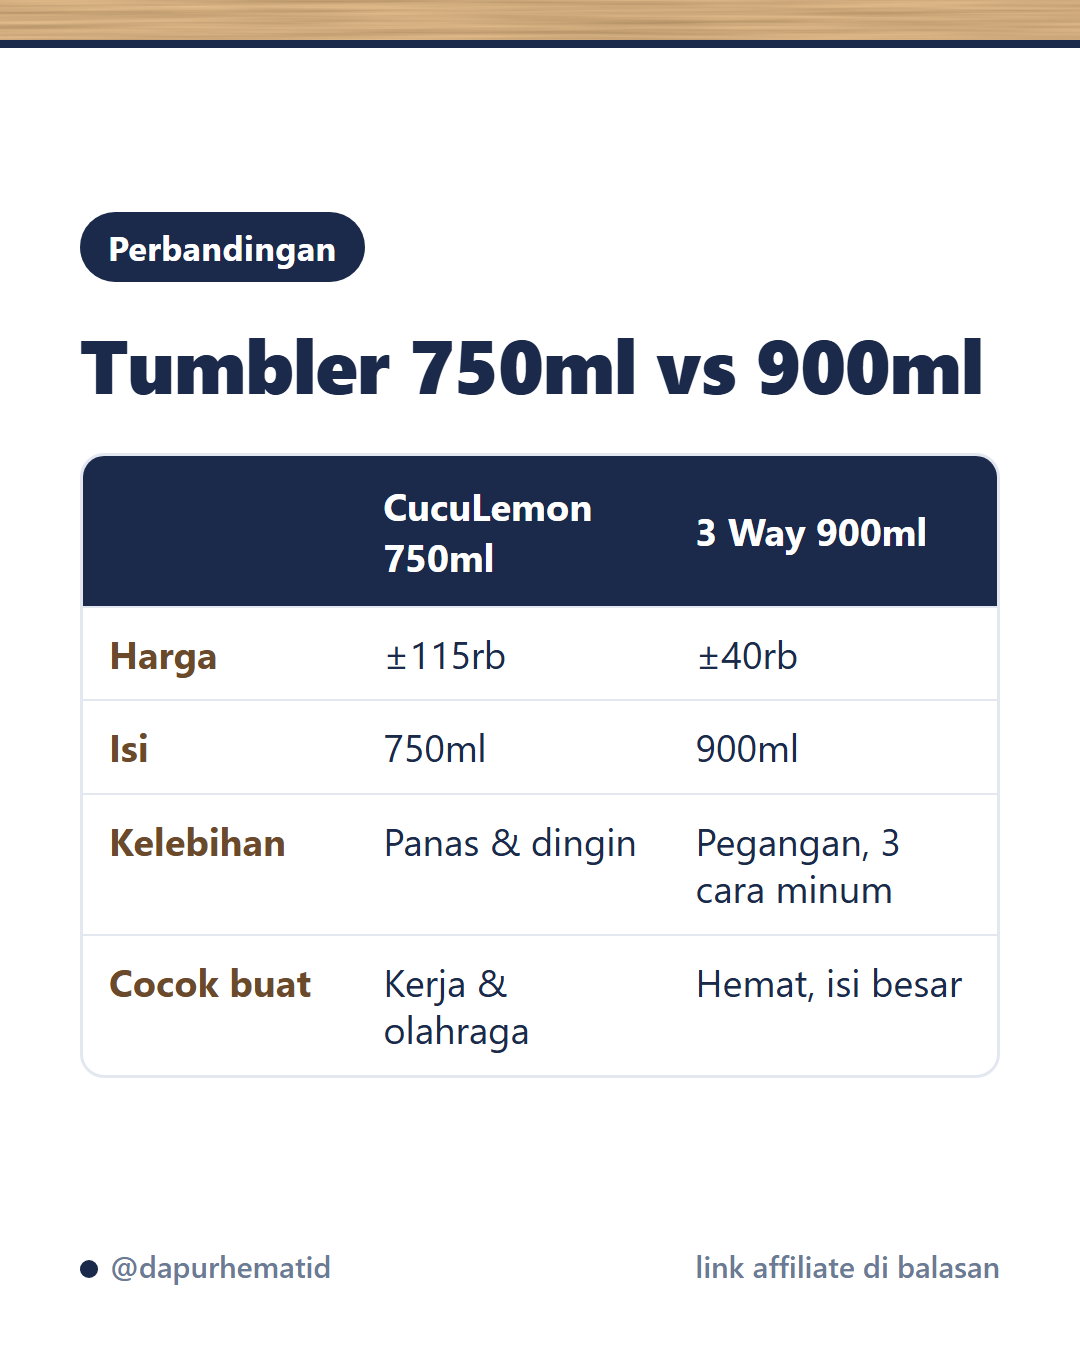 Perbandingan
Tumbler 750ml vs 900ml
CucuLemon
750ml
3 Way 900ml
Harga
±115rb
±40rb
Isi
750ml
900ml
Kelebihan
Panas & dingin
Pegangan, 3
cara minum
Cocok buat
Kerja &
olahraga
Hemat, isi besar
@dapurhematid
link affiliate di balasan